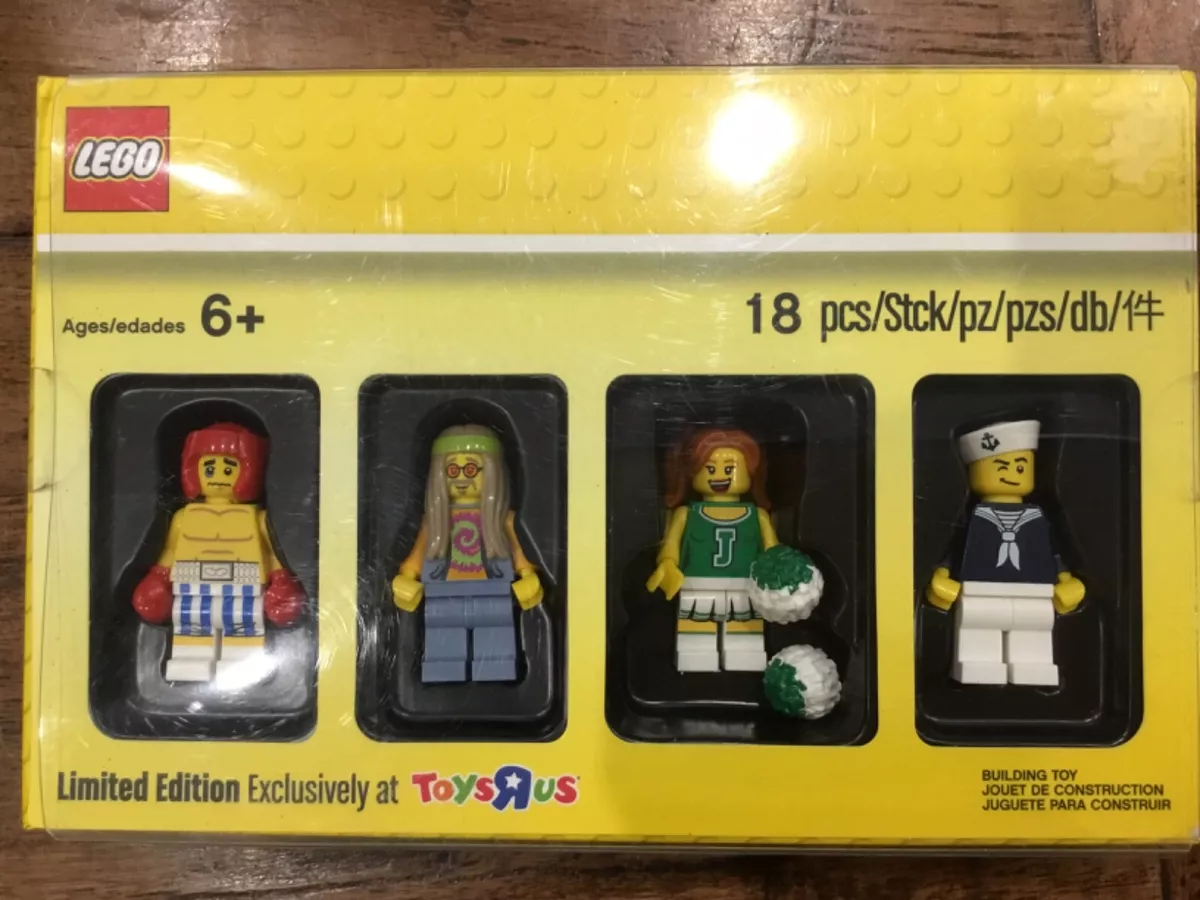 LEGO
Ages/edades 6+
18 pcs/Stck/pz/pzs/db/件
J
Limited Edition Exclusively at ToysЯus
BUILDING TOY
JOUET DE CONSTRUCTION
JUGUETE PARA CONSTRUIR